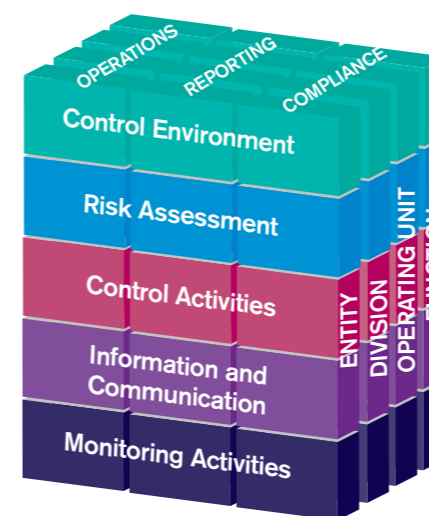 OPERATIONS
REPORTING
COMPLIANCE
Control Environment
Risk Assessment
Control Activities
Information and
Communication
Monitoring Activities
ENTITY
DIVISION
OPERATING UNIT